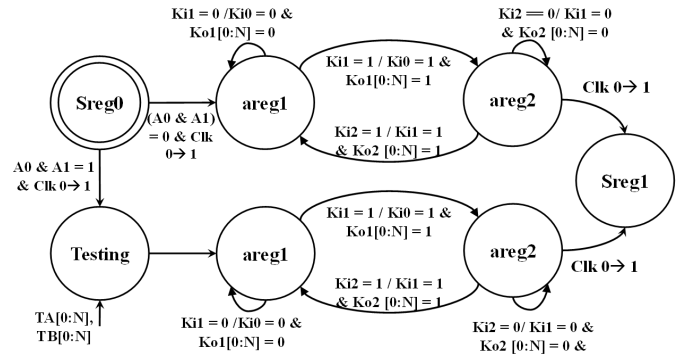 Ki1 = 0 /Ki0 = 0 &
Ko1[0:N] = 0
Ki2 == 0/ Ki1 = 0
& Ko2 [0:N] = 0
Ki1 = 1 / Ki0 = 1 &
Ko1[0:N] = 1
Clk 0→ 1
Sreg0
areg1
areg2
(A0 & A1)
= 0 & Clk
0→ 1
Ki2 = 1 / Ki1 = 1
& Ko2 [0:N] = 1
A0 & A1 = 1
& Clk 0→ 1
Sreg1
Ki1 = 1 / Ki0 = 1 &
Ko1[0:N] = 1
Testing
areg1
areg2
Clk 0→ 1
Ki2 = 1 / Ki1 = 1
& Ko2 [0:N] = 1
TA[0:N],
TB[0:N]
Ki1 = 0 /Ki0 = 0 &
Ko1[0:N] = 0
Ki2 = 0/ Ki1 = 0 &
Ko2 [0:N] = 0 &